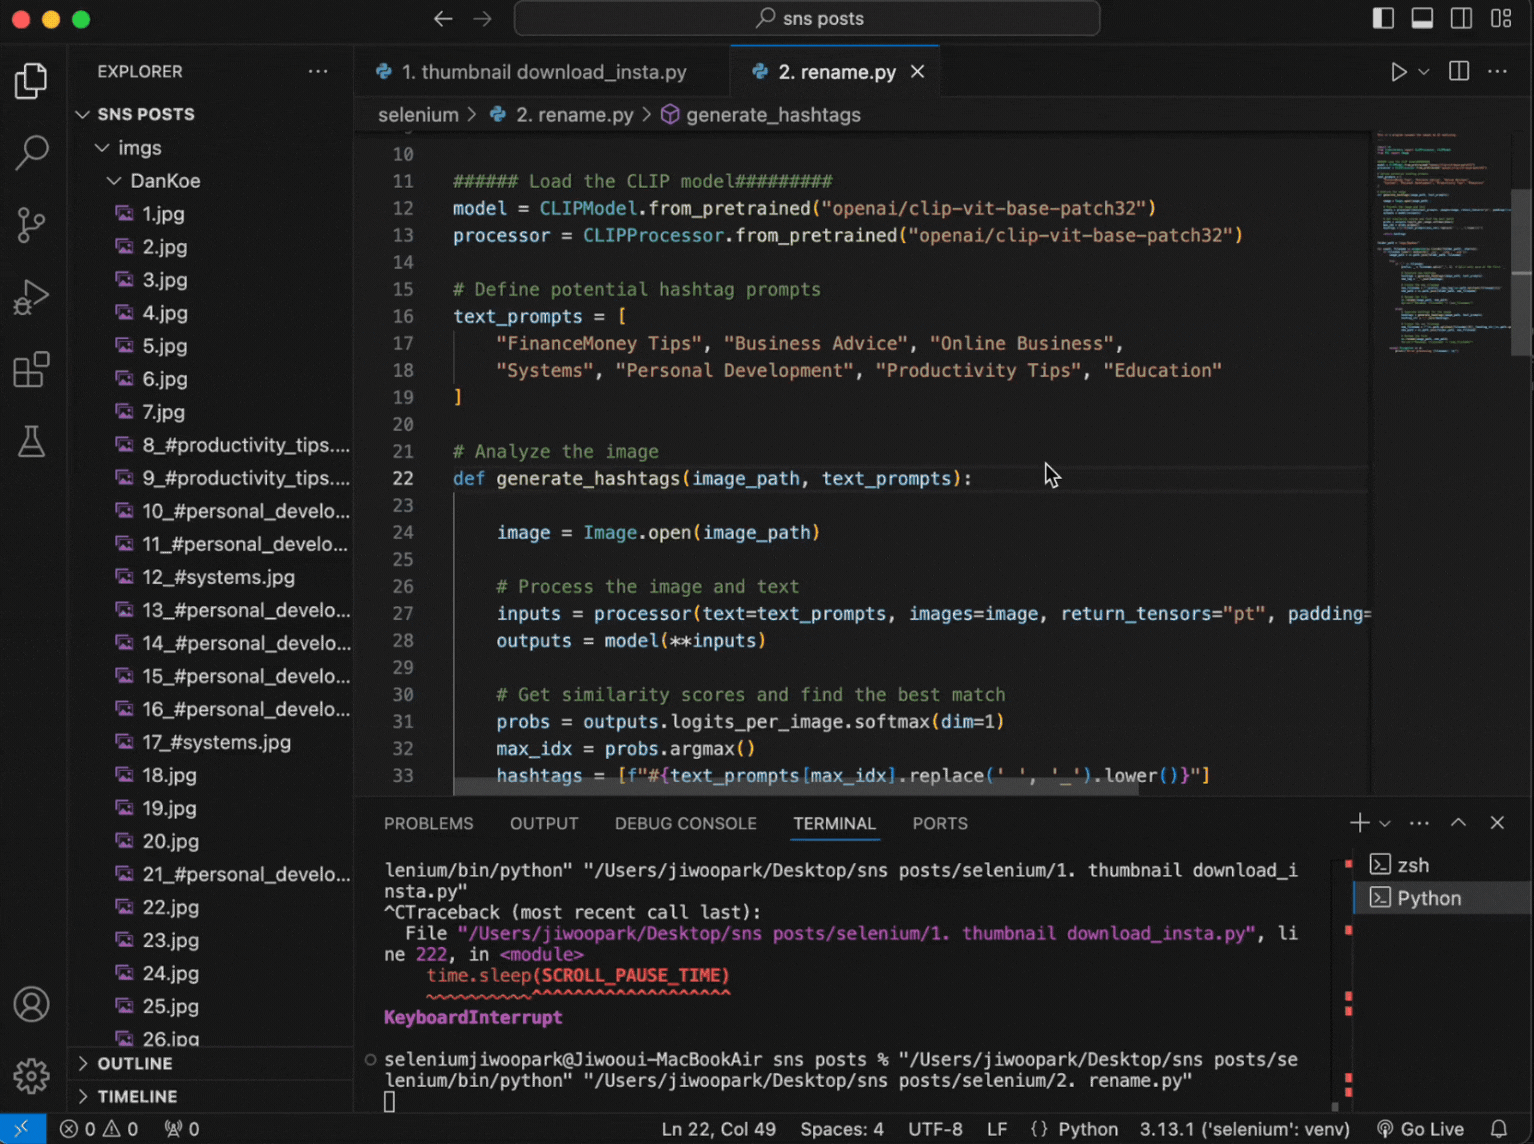 sns posts
EXPLORER
SNS POSTS
imgs
DanKoe
1.jpg
2.jpg
3.jpg
4.jpg
5.jpg
6.jpg
7.jpg
8_#productivity_tips....
9_#productivity_tips....
10_#personal_develo...
11_#personal_develo...
12_#systems.jpg
13_#personal_develo...
14_#personal_develo...
15_#personal_develo...
16_#personal_develo...
17_#systems.jpg
18.jpg
19.jpg
20.jpg
21_#personal_develo...
22.jpg
23.jpg
24.jpg
25.jpg
26.jpg
OUTLINE
TIMELINE
1. thumbnail download_insta.py
2. rename.py
selenium > 2. rename.py > generate_hashtags
10
11 ###### Load the CLIP model#########
12 model = CLIPModel.from_pretrained("openai/clip-vit-base-patch32")
13 processor = CLIPProcessor.from_pretrained("openai/clip-vit-base-patch32")
14
15 # Define potential hashtag prompts
16 text_prompts = [
17 "FinanceMoney Tips", "Business Advice", "Online Business",
18 "Systems", "Personal Development", "Productivity Tips", "Education"
19 ]
20
21 # Analyze the image
22 def generate_hashtags(image_path, text_prompts):
23
24 image = Image.open(image_path)
25
26 # Process the image and text
27 inputs = processor(text=text_prompts, images=image, return_tensors="pt", padding=
28 outputs = model(**inputs)
29
30 # Get similarity scores and find the best match
31 probs = outputs.logits_per_image.softmax(dim=1)
32 max_idx = probs.argmax()
33 hashtags = [f"#{text_prompts[max_idx].replace(' ', '_').lower()}"]
PROBLEMS OUTPUT DEBUG CONSOLE TERMINAL PORTS
lenium/bin/python" "/Users/jiwoopark/Desktop/sns posts/selenium/1. thumbnail download_i
nsta.py"
^CTraceback (most recent call last):
File "/Users/jiwoopark/Desktop/sns posts/selenium/1. thumbnail download_insta.py", li
ne 222, in <module>
time.sleep(SCROLL_PAUSE_TIME)
~~~~~~~~~~^^^^^^^^^^^^^^^^^^^
KeyboardInterrupt
seleniumjiwoopark@Jiwooui-MacBookAir sns posts % "/Users/jiwoopark/Desktop/sns posts/se
lenium/bin/python" "/Users/jiwoopark/Desktop/sns posts/selenium/2. rename.py"
zsh
Python
0 0 0 Ln 22, Col 49 Spaces: 4 UTF-8 LF {} Python 3.13.1 ('selenium': venv) Go Live